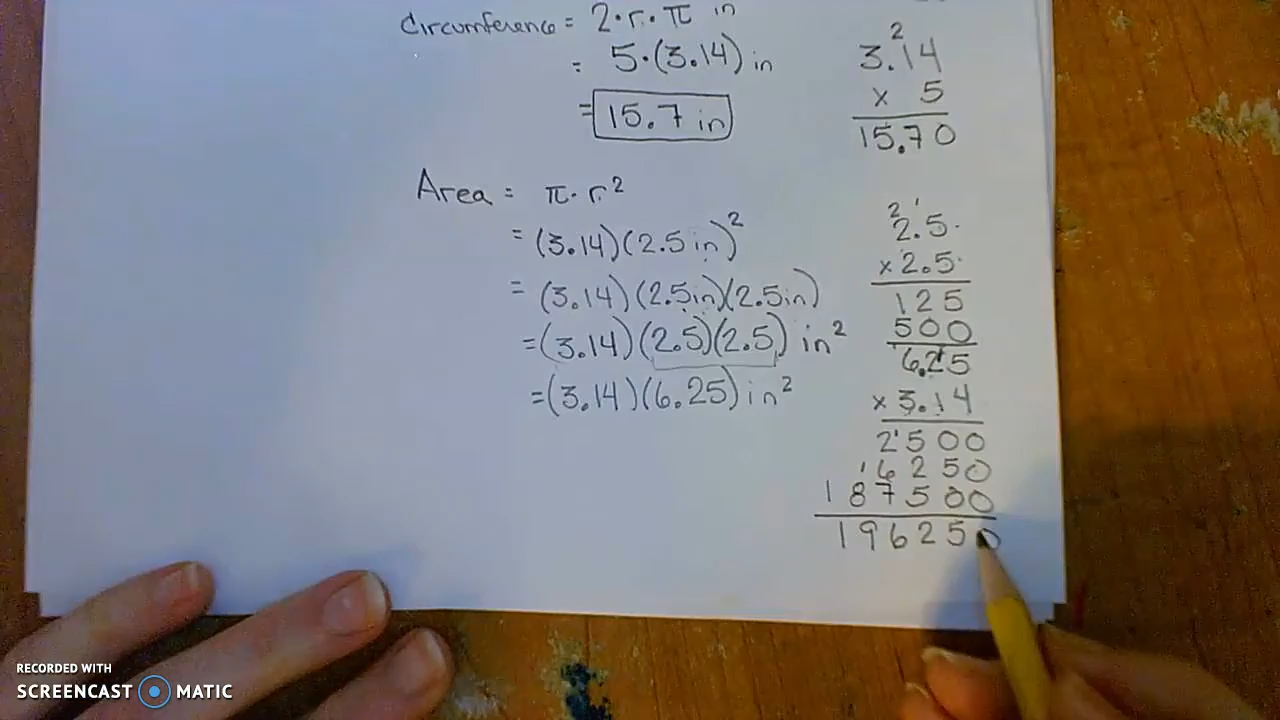 Circumference = 2·r·π in
= 5·(3.14) in
= 15.7 in
Area = π·r²
= (3.14)(2.5 in)²
= (3.14)(2.5in)(2.5in)
= (3.14)(2.5)(2.5) in²
= (3.14)(6.25) in²
2
3.14
x 5
15.70
2 1
2.5
x 2.5
125
500
6.25
x 3.14
2500
6250
187500
196250
RECORDED WITH
SCREENCAST MATIC